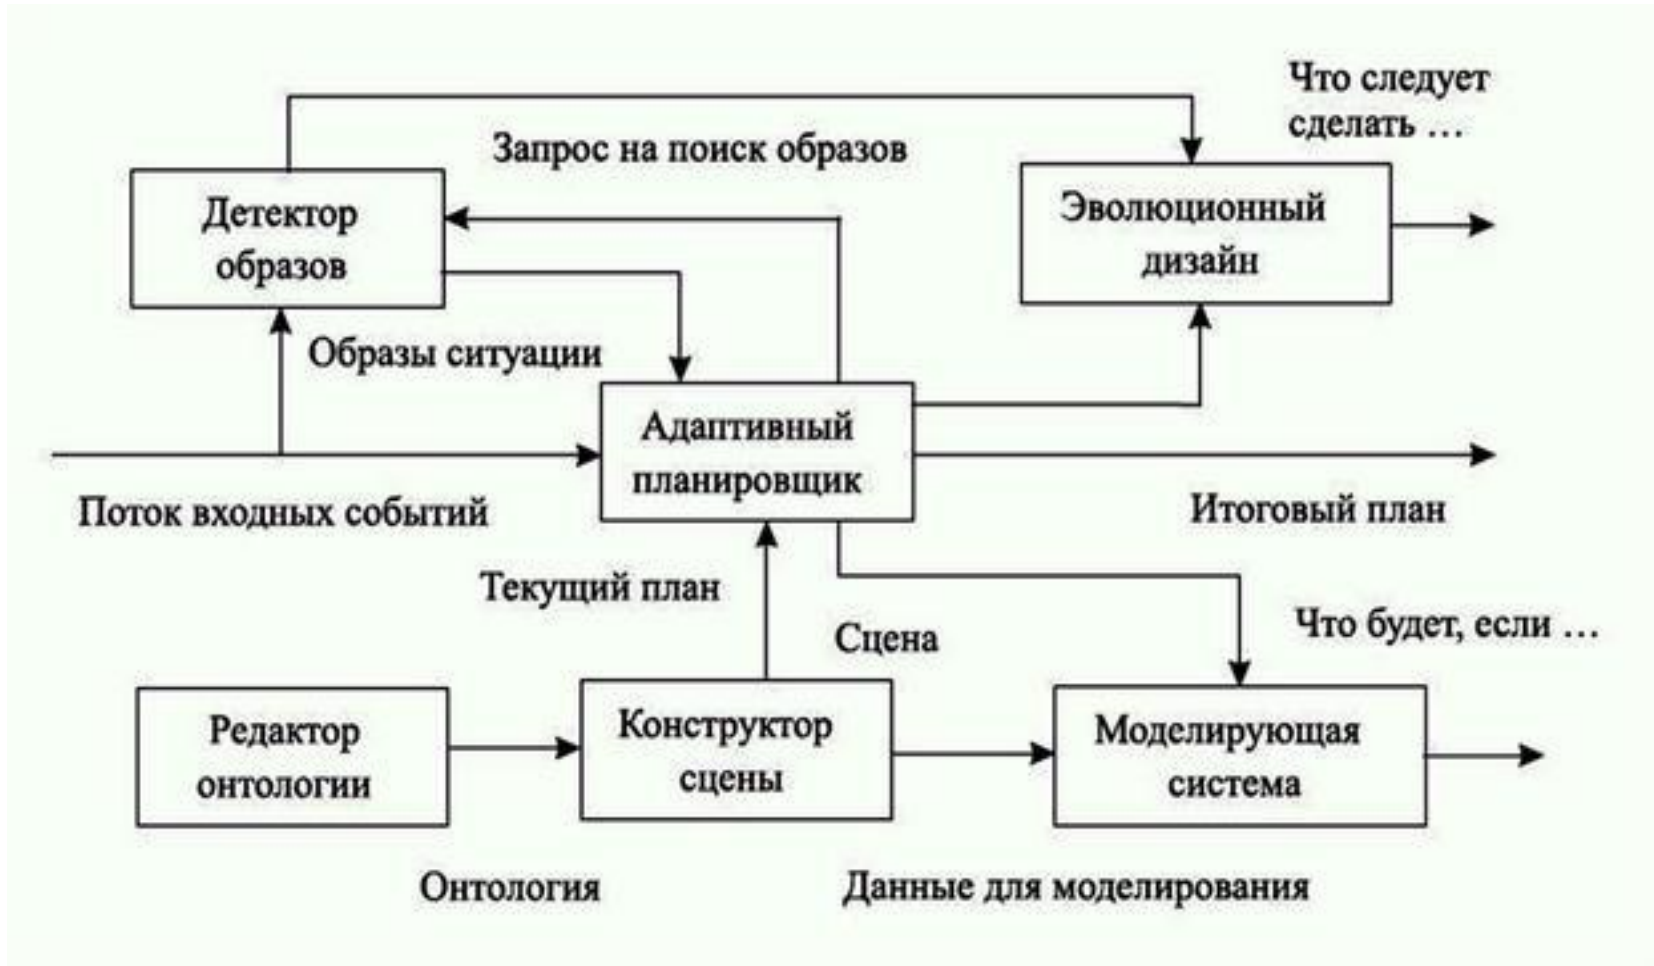 Что следует
сделать ...
Запрос на поиск образов
Детектор
образов
Эволюционный
дизайн
Образы ситуации
Адаптивный
планировщик
Поток входных событий
Итоговый план
Текущий план
Сцена
Что будет, если ...
Редактор
онтологии
Конструктор
сцены
Моделирующая
система
Онтология
Данные для моделирования